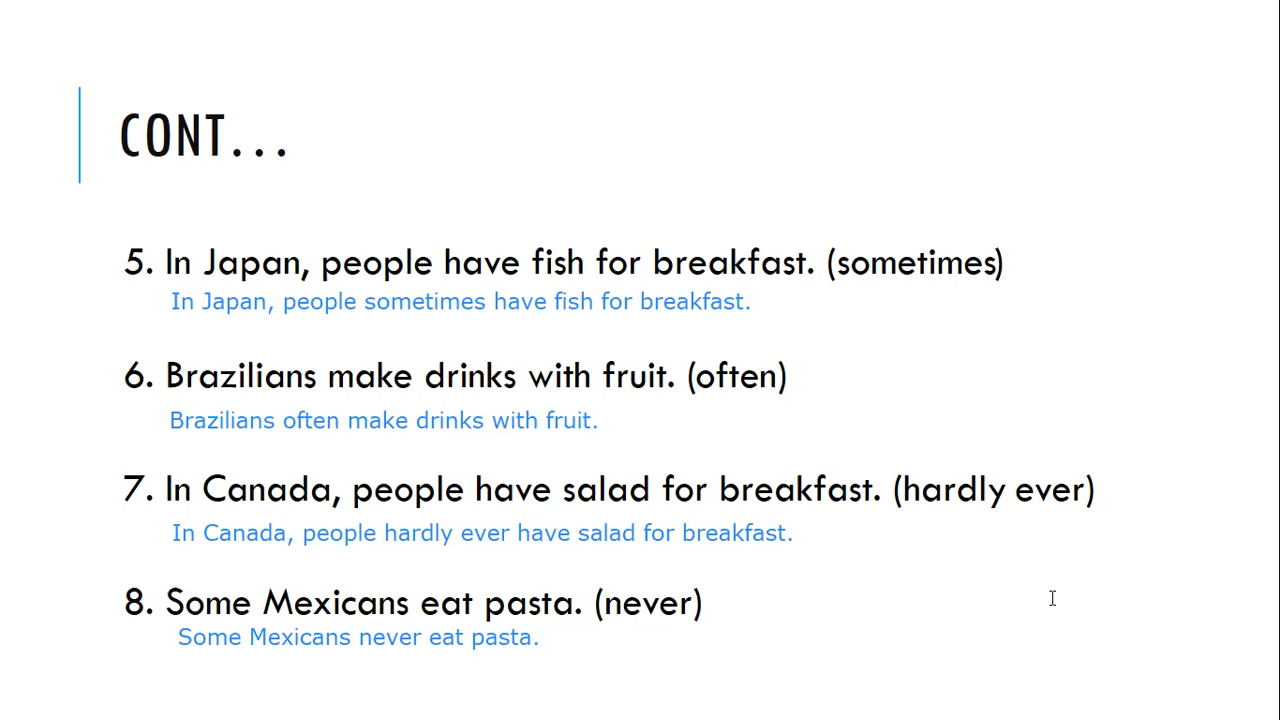 CONT...
5. In Japan, people have fish for breakfast. (sometimes)
In Japan, people sometimes have fish for breakfast.
6. Brazilians make drinks with fruit. (often)
Brazilians often make drinks with fruit.
7. In Canada, people have salad for breakfast. (hardly ever)
In Canada, people hardly ever have salad for breakfast.
8. Some Mexicans eat pasta. (never)
Some Mexicans never eat pasta.